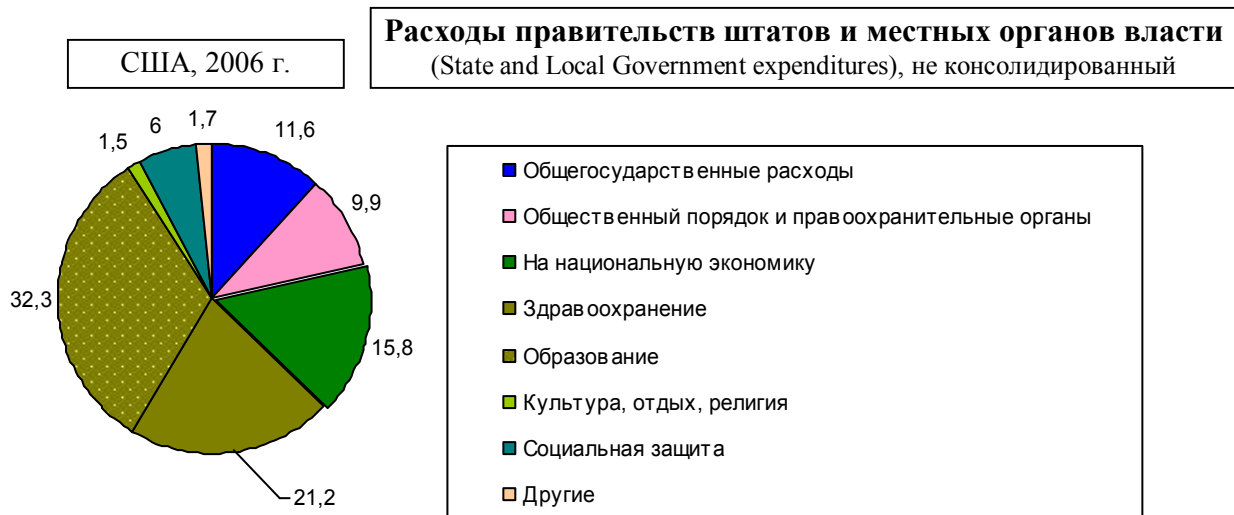 США, 2006 г.
Расходы правительств штатов и местных органов власти
(State and Local Government expenditures), не консолидированный
1,5
6
1,7
11,6
9,9
15,8
21,2
32,3
Общегосударственные расходы
Общественный порядок и правоохранительные органы
На национальную экономику
Здравоохранение
Образование
Культура, отдых, религия
Социальная защита
Другие